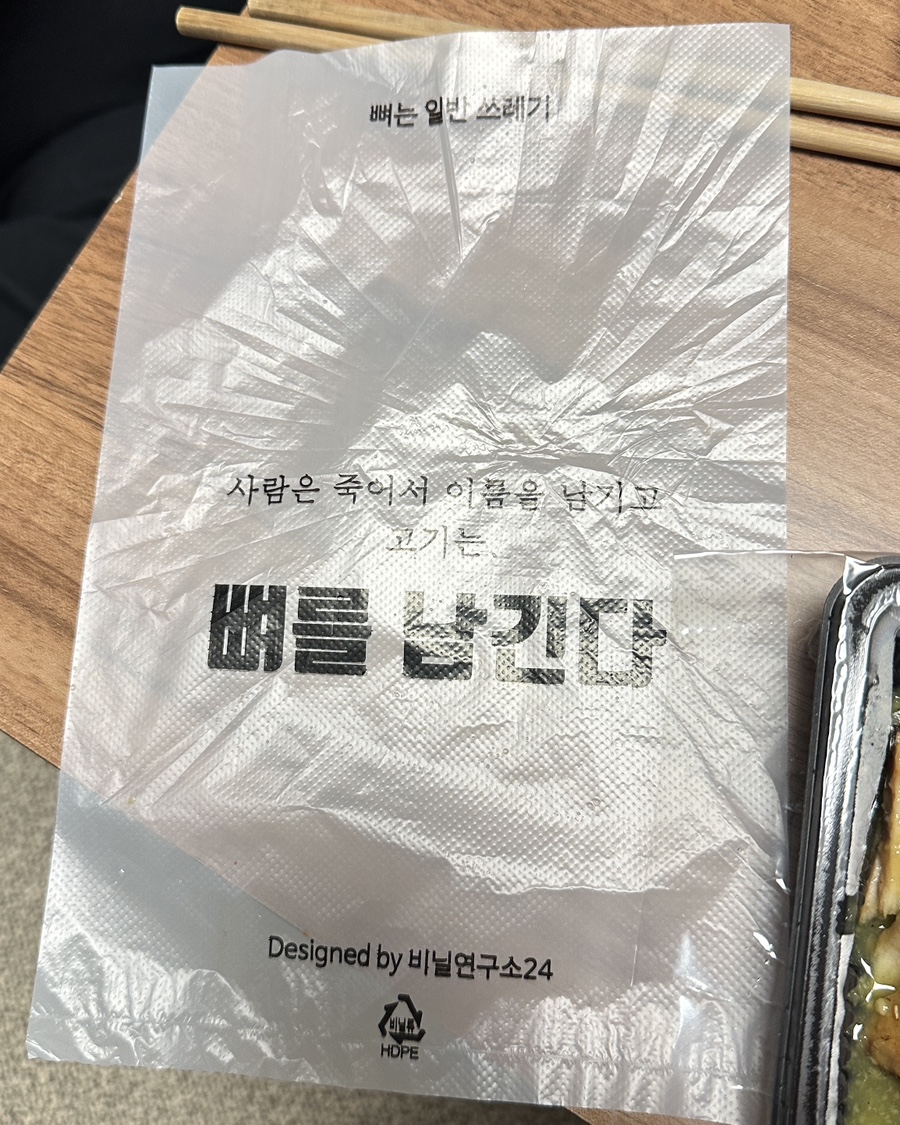 뼈는 일반 쓰레기
사람은 죽어서 이름을 남기고
고기는
뼈를 남긴다
Designed by 비닐연구소24
비닐류
HDPE